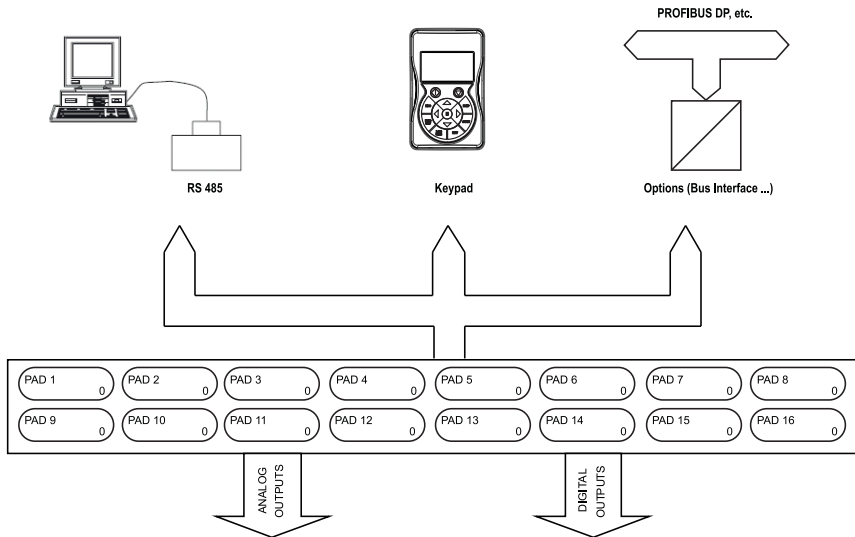 PROFIBUS DP, etc.
RS 485
Keypad
Options (Bus Interface ...)
PAD 1 0 PAD 2 0 PAD 3 0 PAD 4 0 PAD 5 0 PAD 6 0 PAD 7 0 PAD 8 0
PAD 9 0 PAD 10 0 PAD 11 0 PAD 12 0 PAD 13 0 PAD 14 0 PAD 15 0 PAD 16 0
ANALOG
OUTPUTS
DIGITAL
OUTPUTS